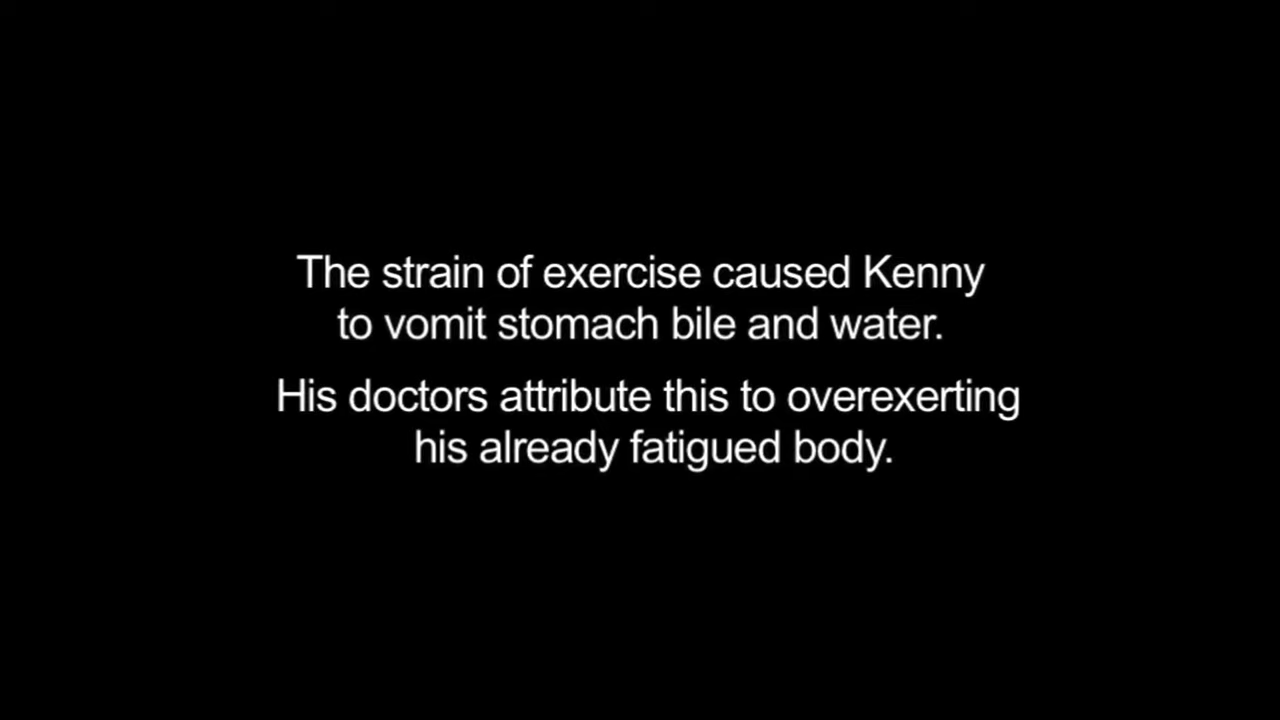 The strain of exercise caused Kenny
to vomit stomach bile and water.
His doctors attribute this to overexerting
his already fatigued body.